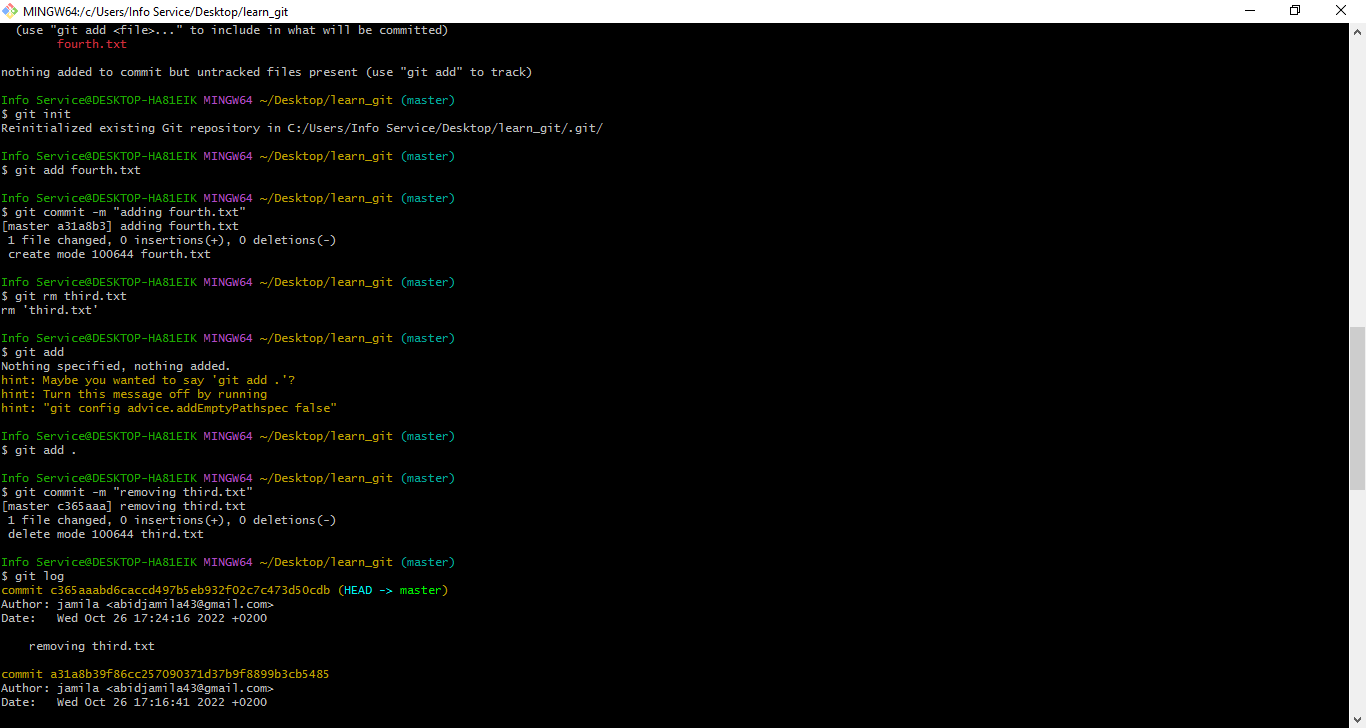 MINGW64:/c/Users/Info Service/Desktop/learn_git
(use "git add <file>..." to include in what will be committed)
fourth.txt
nothing added to commit but untracked files present (use "git add" to track)
Info Service@DESKTOP-HA81EIK MINGW64 ~/Desktop/learn_git (master)
$ git init
Reinitialized existing Git repository in C:/Users/Info Service/Desktop/learn_git/.git/
Info Service@DESKTOP-HA81EIK MINGW64 ~/Desktop/learn_git (master)
$ git add fourth.txt
Info Service@DESKTOP-HA81EIK MINGW64 ~/Desktop/learn_git (master)
$ git commit -m "adding fourth.txt"
[master a31a8b3] adding fourth.txt
1 file changed, 0 insertions(+), 0 deletions(-)
create mode 100644 fourth.txt
Info Service@DESKTOP-HA81EIK MINGW64 ~/Desktop/learn_git (master)
$ git rm third.txt
rm 'third.txt'
Info Service@DESKTOP-HA81EIK MINGW64 ~/Desktop/learn_git (master)
$ git add
Nothing specified, nothing added.
hint: Maybe you wanted to say 'git add .'?
hint: Turn this message off by running
hint: "git config advice.addEmptyPathspec false"
Info Service@DESKTOP-HA81EIK MINGW64 ~/Desktop/learn_git (master)
$ git add .
Info Service@DESKTOP-HA81EIK MINGW64 ~/Desktop/learn_git (master)
$ git commit -m "removing third.txt"
[master c365aaa] removing third.txt
1 file changed, 0 insertions(+), 0 deletions(-)
delete mode 100644 third.txt
Info Service@DESKTOP-HA81EIK MINGW64 ~/Desktop/learn_git (master)
$ git log
commit c365aaabd6caccd497b5eb932f02c7c473d50cdb (HEAD -> master)
Author: jamila <abidjamila43@gmail.com>
Date:   Wed Oct 26 17:24:16 2022 +0200
removing third.txt
commit a31a8b39f86cc257090371d37b9f8899b3cb5485
Author: jamila <abidjamila43@gmail.com>
Date:   Wed Oct 26 17:16:41 2022 +0200